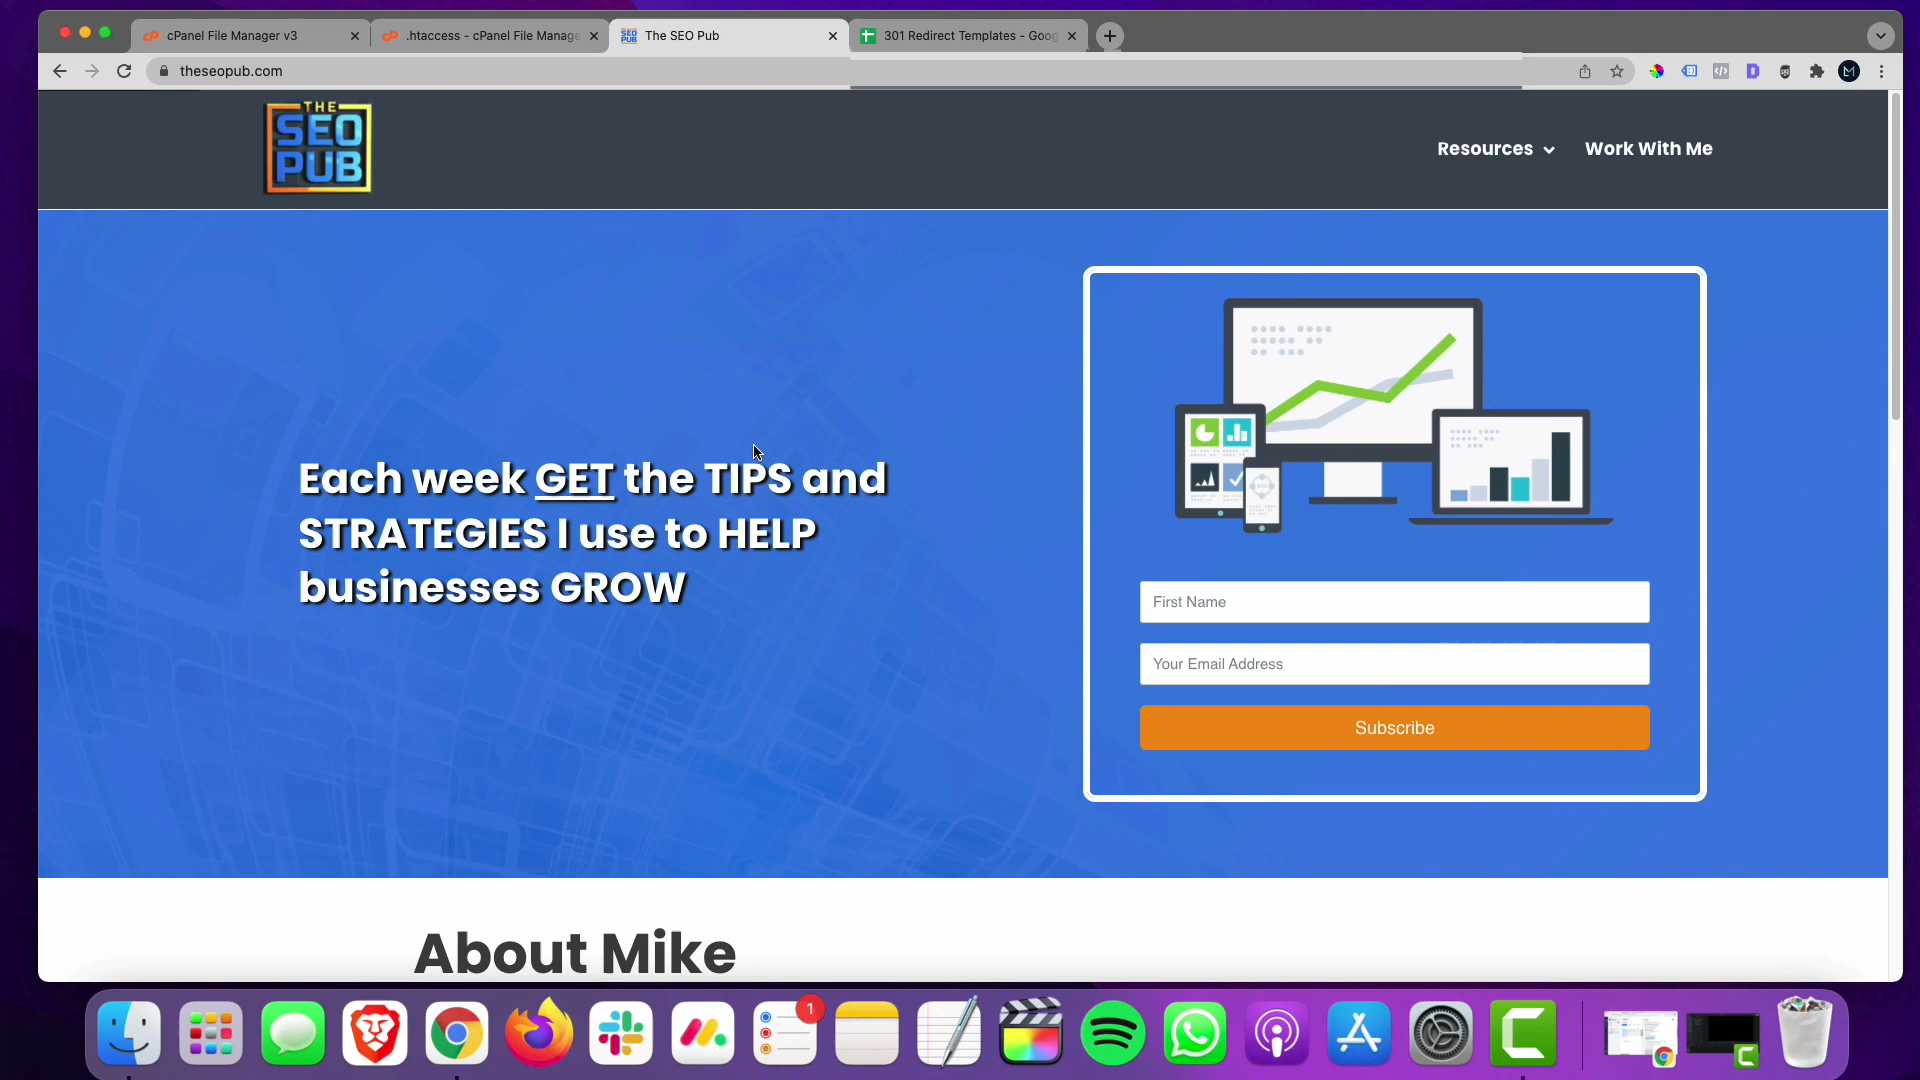 cPanel File Manager v3
.htaccess - cPanel File Manage
The SEO Pub
301 Redirect Templates - Goog
theseopub.com
THE
SEO
PUB
Resources
Work With Me
Each week GET the TIPS and
STRATEGIES I use to HELP
businesses GROW
First Name
Your Email Address
Subscribe
About Mike
1